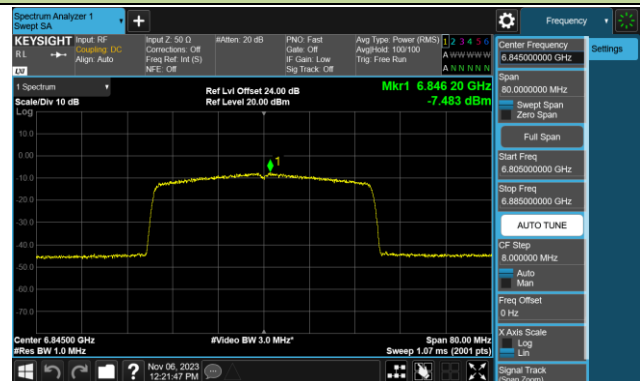 Spectrum Analyzer 1
Swept SA
Frequency
KEYSIGHT
RL
LXI
Input: RF
Coupling: DC
Align: Auto
Input Z: 50 Ω
Corrections: Off
Freq Ref: Int (S)
NFE: Off
#Atten: 20 dB
PNO: Fast
Gate: Off
IF Gain: Low
Sig Track: Off
Avg Type: Power (RMS)
Avg|Hold: 100/100
Trig: Free Run
1 2 3 4 5 6
A W W W W W
A N N N N N
1 Spectrum
Scale/Div 10 dB
Log
Ref Lvl Offset 24.00 dB
Ref Level 20.00 dBm
Mkr1 6.846 20 GHz
-7.483 dBm
10.0
0.00
-10.0
-20.0
-30.0
-40.0
-50.0
-60.0
-70.0
1
Center 6.84500 GHz
#Res BW 1.0 MHz
#Video BW 3.0 MHz*
Span 80.00 MHz
Sweep 1.07 ms (2001 pts)
Nov 06, 2023
12:21:47 PM
Center Frequency
6.845000000 GHz
Settings
Span
80.0000000 MHz
Swept Span
Zero Span
Full Span
Start Freq
6.805000000 GHz
Stop Freq
6.885000000 GHz
AUTO TUNE
CF Step
8.000000 MHz
Auto
Man
Freq Offset
0 Hz
X Axis Scale
Log
Lin
Signal Track
(Span Zoom)